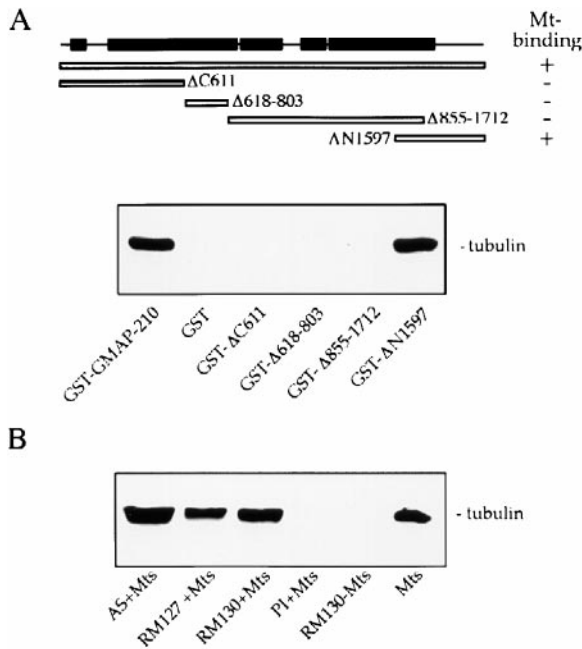 A
Mt-
binding
+
ΔC611 -
Δ618-803 -
Δ855-1712 -
ΔN1597 +
- tubulin
GST-GMAP-210
GST
GST-ΔC611
GST-Δ618-803
GST-Δ855-1712
GST-ΔN1597
B
- tubulin
AS+Mts
RM127 +Mts
RM130+Mts
PI+Mts
RM130-Mts
Mts